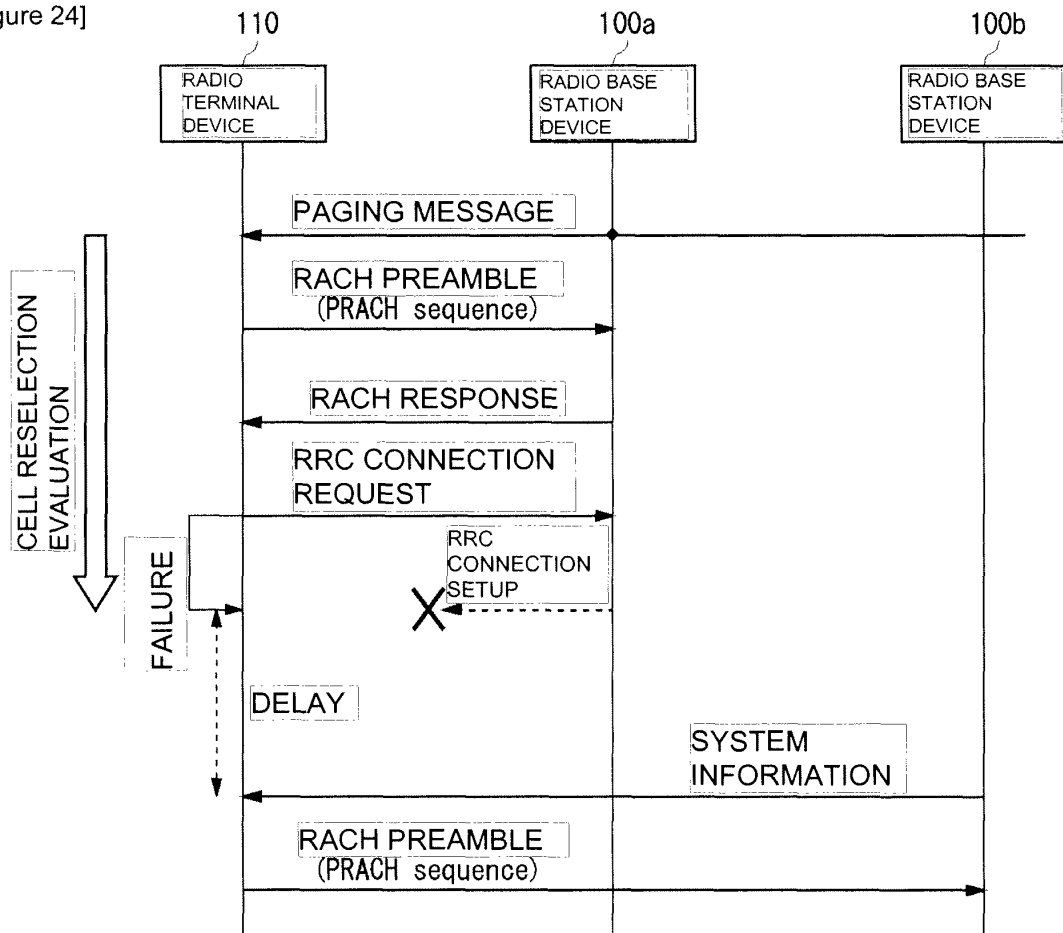 gure 24]
110
100a
100b
RADIO
TERMINAL
DEVICE
RADIO BASE
STATION
DEVICE
RADIO BASE
STATION
DEVICE
PAGING MESSAGE
RACH PREAMBLE
(PRACH sequence)
RACH RESPONSE
RRC CONNECTION
REQUEST
CELL RESELECTION
EVALUATION
RRC
CONNECTION
SETUP
FAILURE
DELAY
SYSTEM
INFORMATION
RACH PREAMBLE
(PRACH sequence)